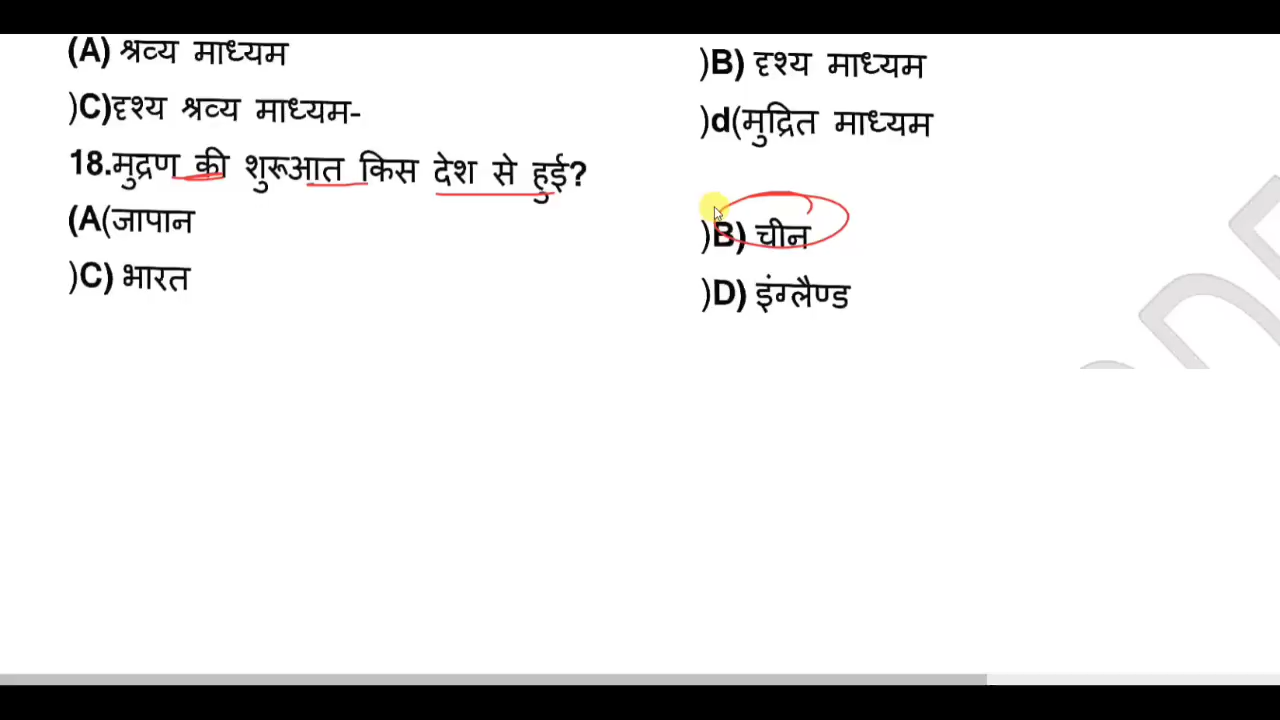 (A) श्रव्य माध्यम )B) दृश्य माध्यम
)C)दृश्य श्रव्य माध्यम- )d(मुद्रित माध्यम
18.मुद्रण की शुरूआत किस देश से हुई?
(A(जापान )B) चीन
)C) भारत )D) इंग्लैण्ड